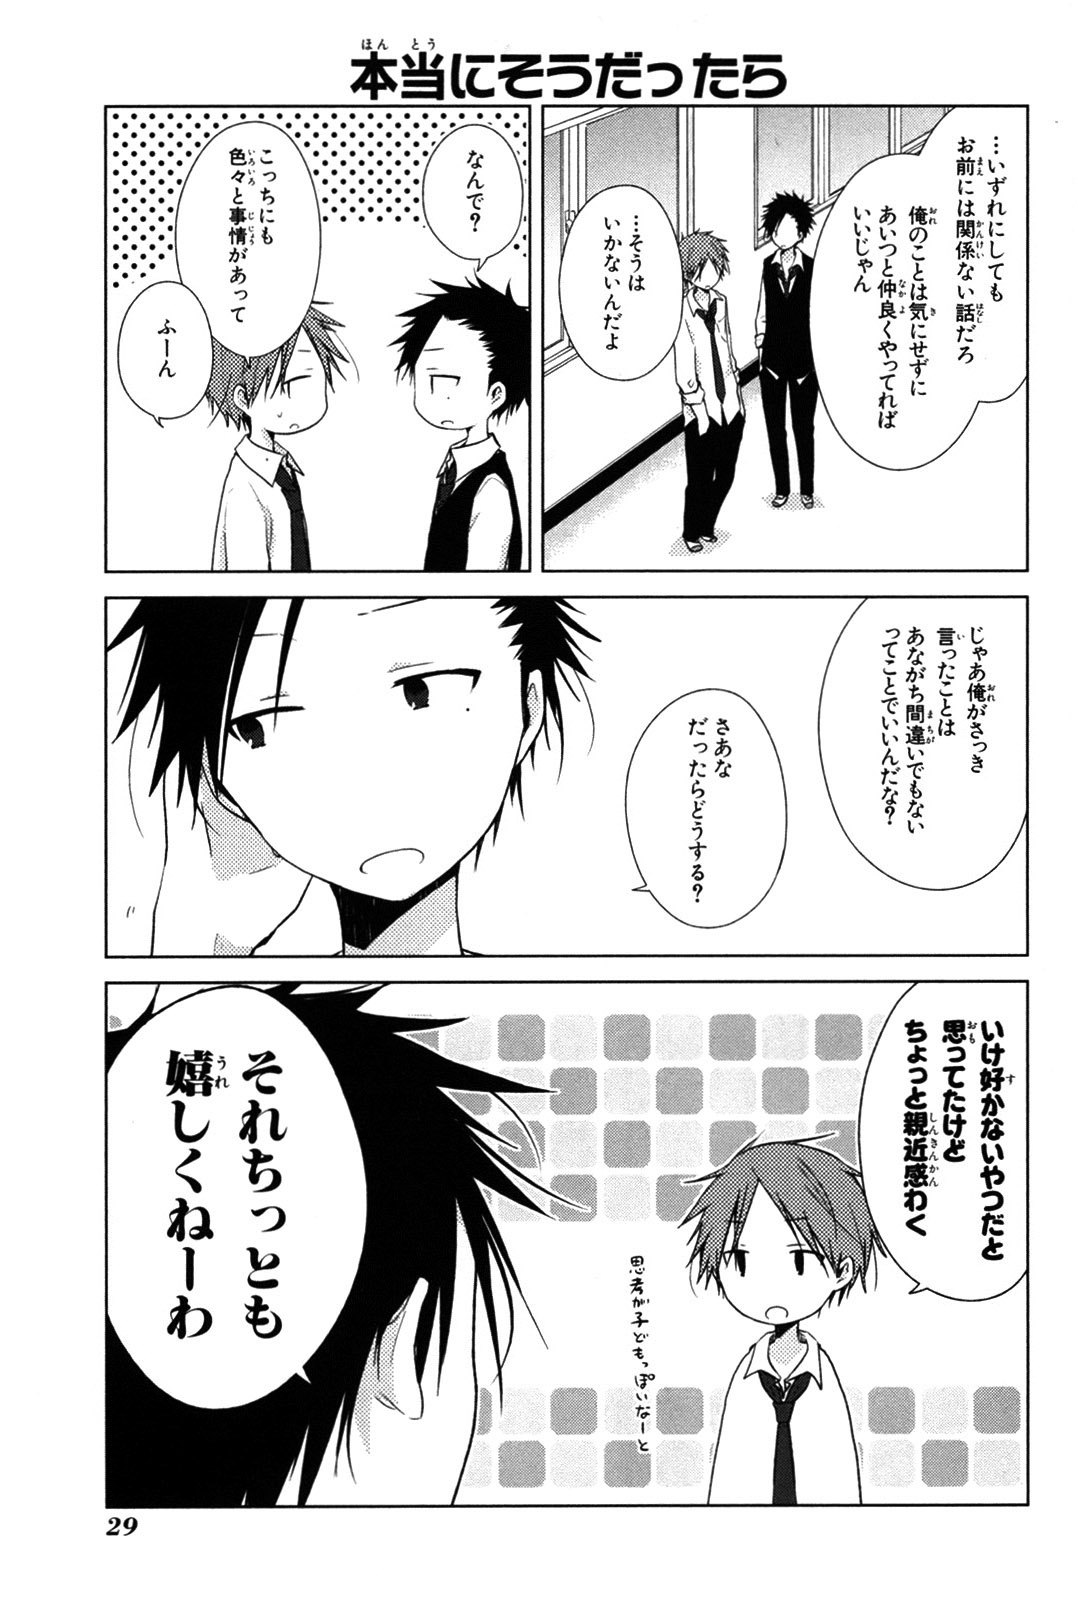 本当にそうだったら
…いずれにしても
お前には関係ない話だろ
俺のことは気にせずに
あいつと仲良くやってれば
いいじゃん
…そうは
いかないんだよ
なんで?
こっちにも
色々と事情があって
ふーん
じゃあ俺がさっき
言ったことは
あながち間違いでもない
ってことでいいんだな?
さあな
だったらどうする?
いけ好かないやつだと
思ってたけど
ちょっと親近感わく
思考が子どもっぽいなーと
それちっとも
嬉しくねーわ
29